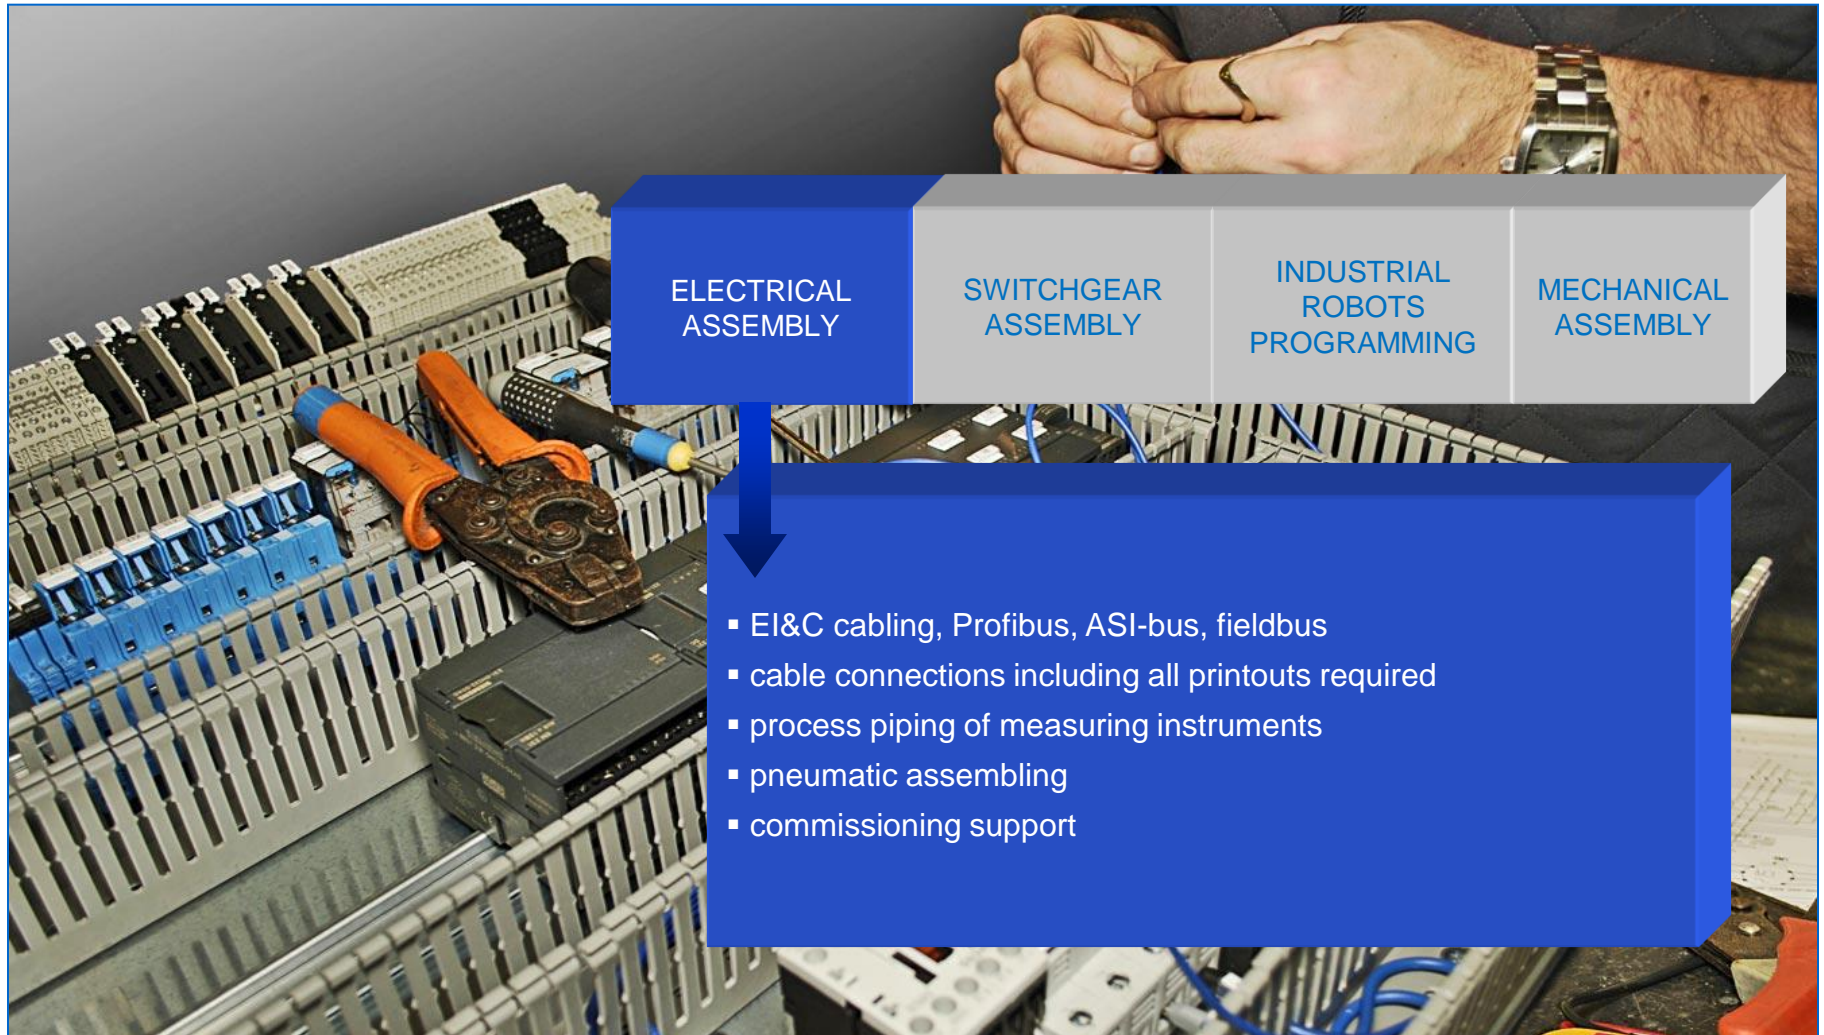 ELECTRICAL
ASSEMBLY
SWITCHGEAR
ASSEMBLY
INDUSTRIAL
ROBOTS
PROGRAMMING
MECHANICAL
ASSEMBLY
▪ EI&C cabling, Profibus, ASI-bus, fieldbus
▪ cable connections including all printouts required
▪ process piping of measuring instruments
▪ pneumatic assembling
▪ commissioning support